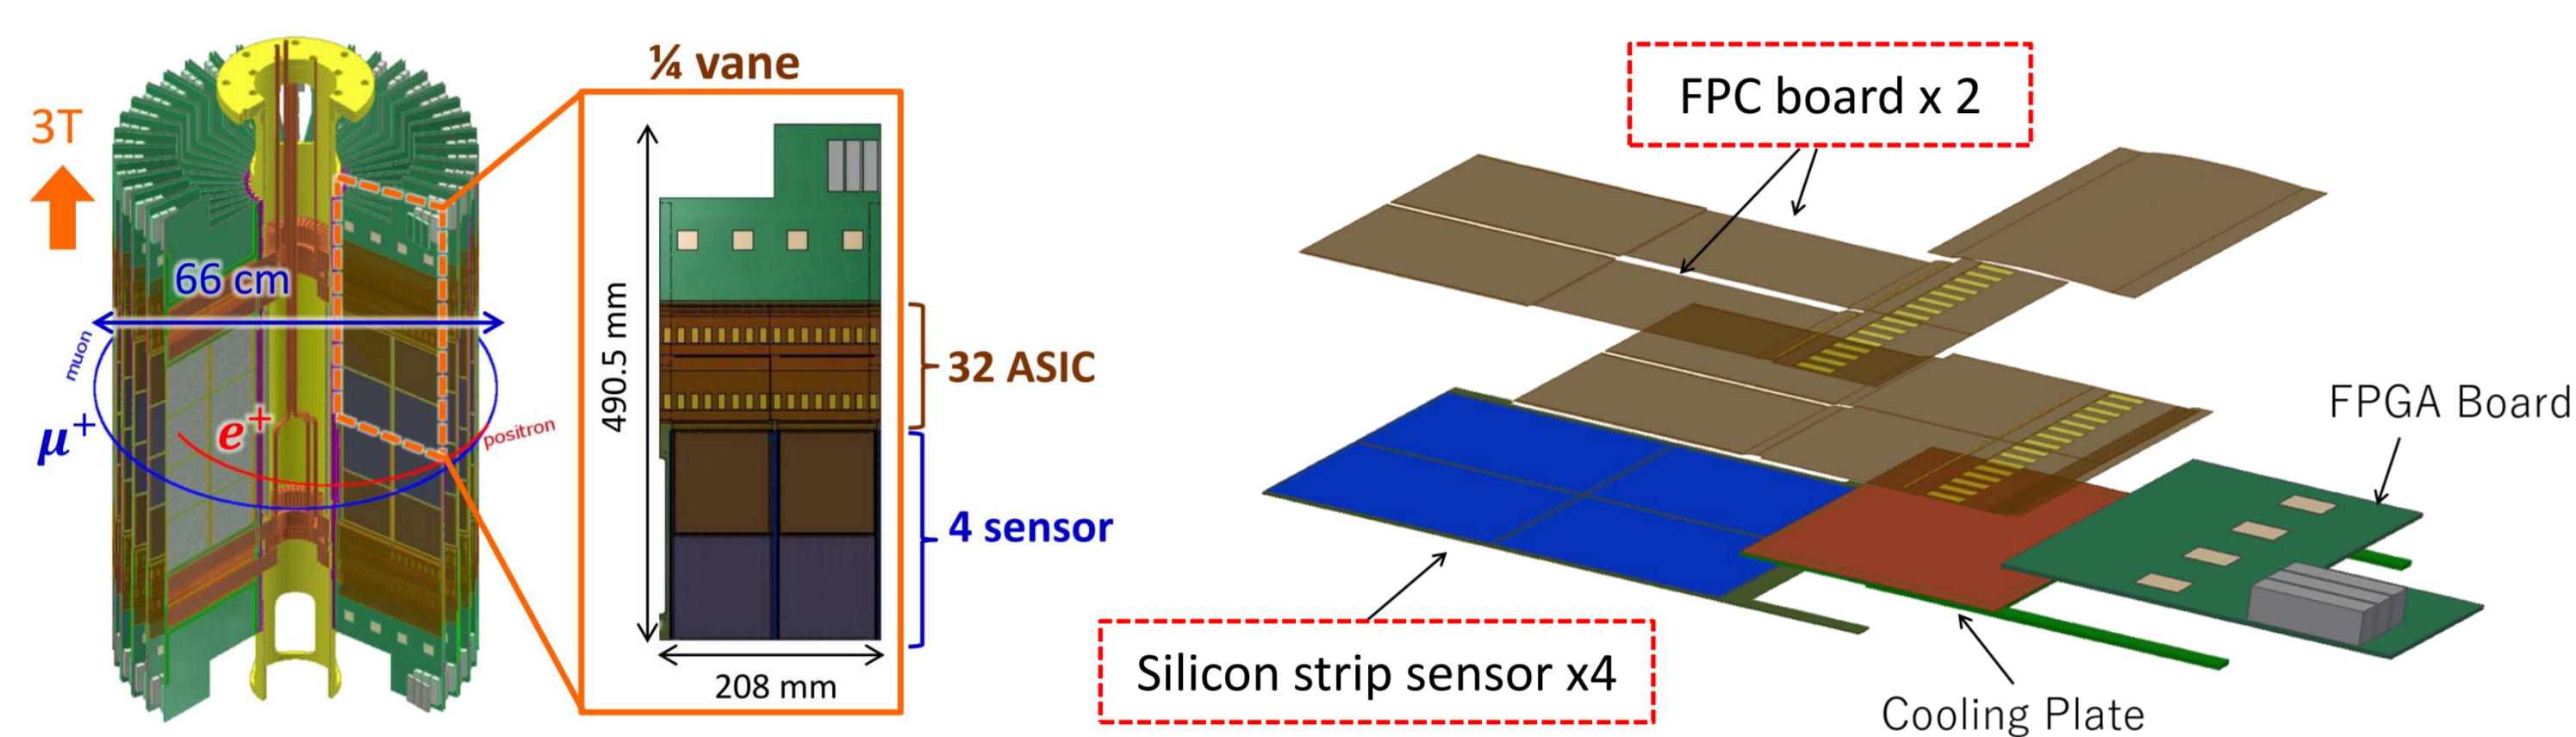 3T
66 cm
muon
μ+
e+
positron
¼ vane
490.5 mm
208 mm
32 ASIC
4 sensor
FPC board x 2
FPGA Board
Silicon strip sensor x4
Cooling Plate